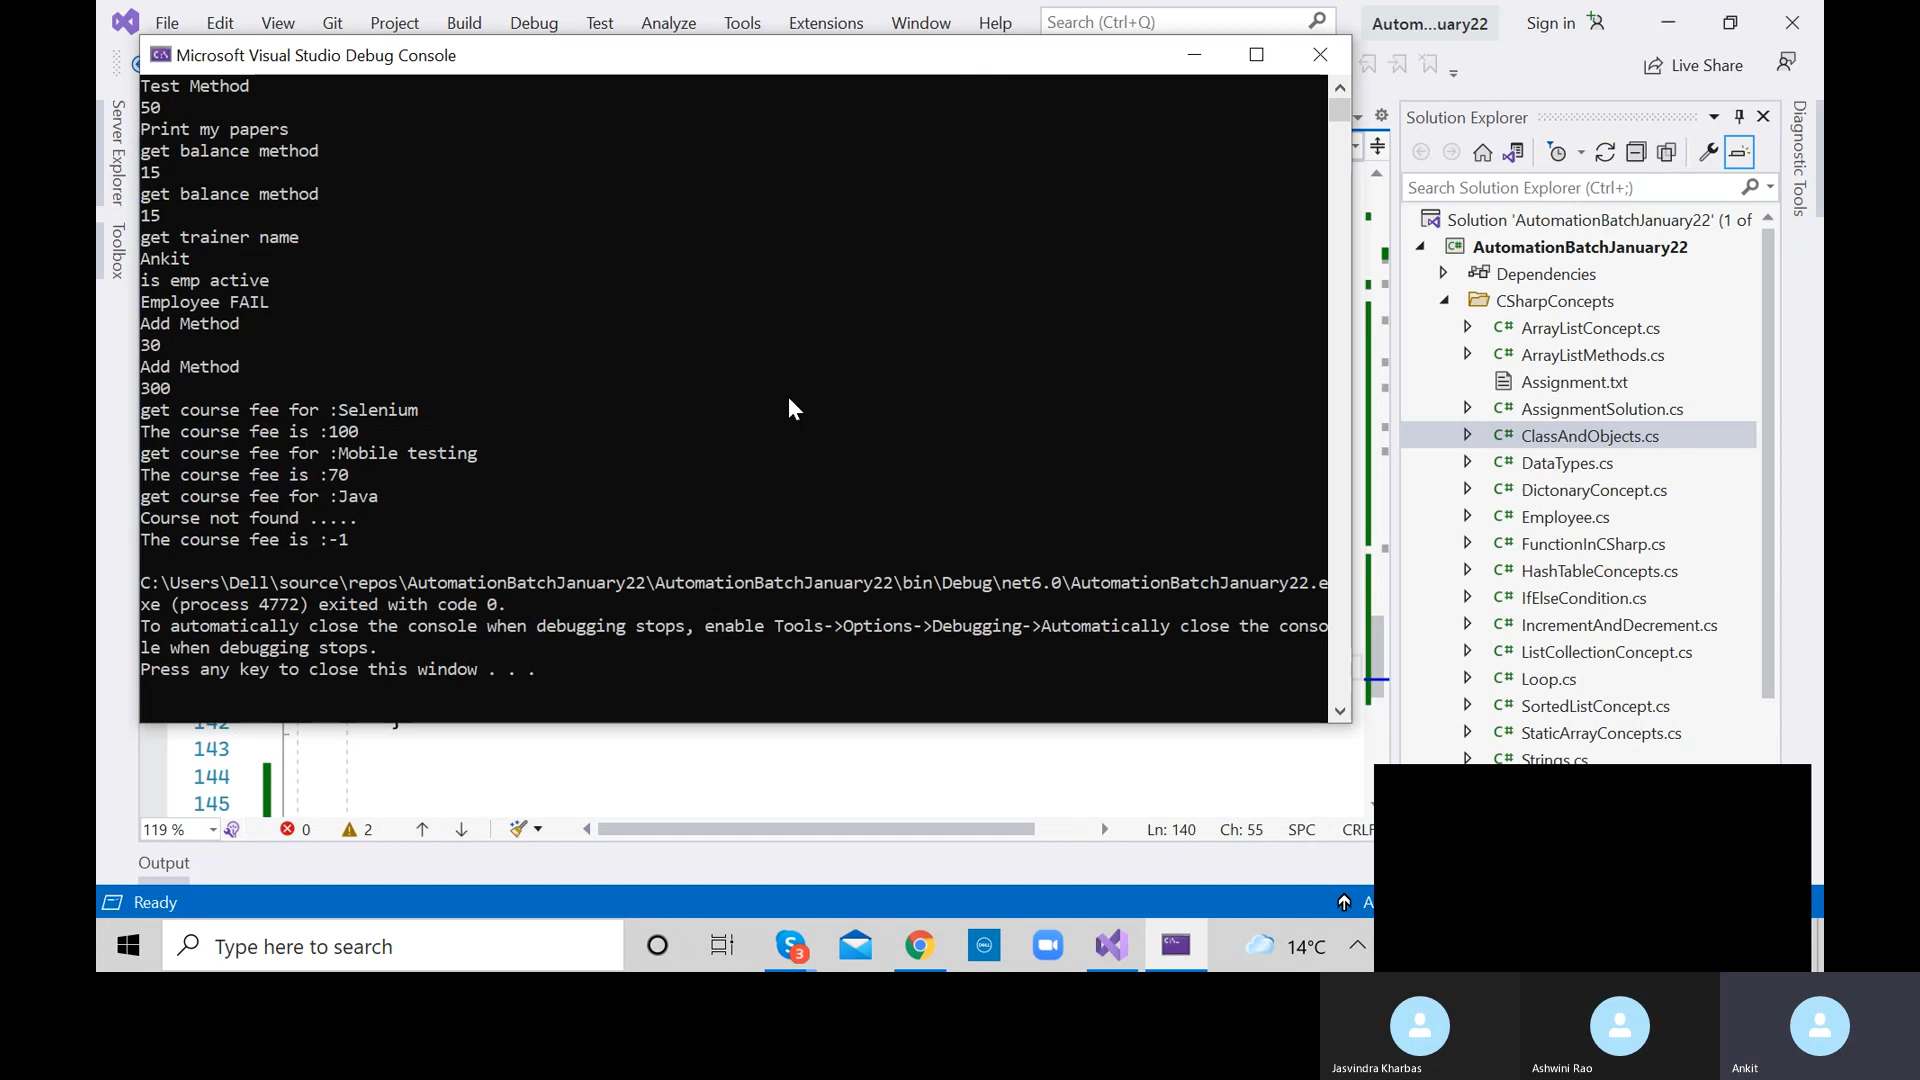 File Edit View Git Project Build Debug Test Analyze Tools Extensions Window Help Search (Ctrl+Q) Autom...uary22 Sign in
Microsoft Visual Studio Debug Console
Live Share
Test Method
50
Print my papers
get balance method
15
get balance method
15
get trainer name
Ankit
is emp active
Employee FAIL
Add Method
30
Add Method
300
get course fee for :Selenium
The course fee is :100
get course fee for :Mobile testing
The course fee is :70
get course fee for :Java
Course not found .....
The course fee is :-1
C:\Users\Dell\source\repos\AutomationBatchJanuary22\AutomationBatchJanuary22\bin\Debug\net6.0\AutomationBatchJanuary22.e
xe (process 4772) exited with code 0.
To automatically close the console when debugging stops, enable Tools->Options->Debugging->Automatically close the conso
le when debugging stops.
Press any key to close this window . . .
Server Explorer
Toolbox
Solution Explorer
Search Solution Explorer (Ctrl+;)
Solution 'AutomationBatchJanuary22' (1 of
C# AutomationBatchJanuary22
Dependencies
CSharpConcepts
C# ArrayListConcept.cs
C# ArrayListMethods.cs
Assignment.txt
C# AssignmentSolution.cs
C# ClassAndObjects.cs
C# DataTypes.cs
C# DictonaryConcept.cs
C# Employee.cs
C# FunctionInCSharp.cs
C# HashTableConcepts.cs
C# IfElseCondition.cs
C# IncrementAndDecrement.cs
C# ListCollectionConcept.cs
C# Loop.cs
C# SortedListConcept.cs
C# StaticArrayConcepts.cs
C# Strings.cs
Diagnostic Tools
142 }
143
144
145
119 % 0 2 Ln: 140 Ch: 55 SPC CRLF
Output
Ready A
Type here to search 3 DELL 14°C
Jasvindra Kharbas Ashwini Rao Ankit